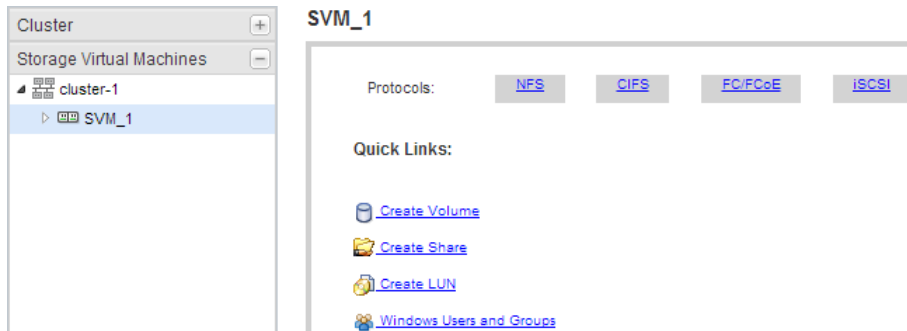 Cluster
Storage Virtual Machines
cluster-1
SVM_1
SVM_1
Protocols: NFS CIFS FC/FCoE iSCSI
Quick Links:
Create Volume
Create Share
Create LUN
Windows Users and Groups